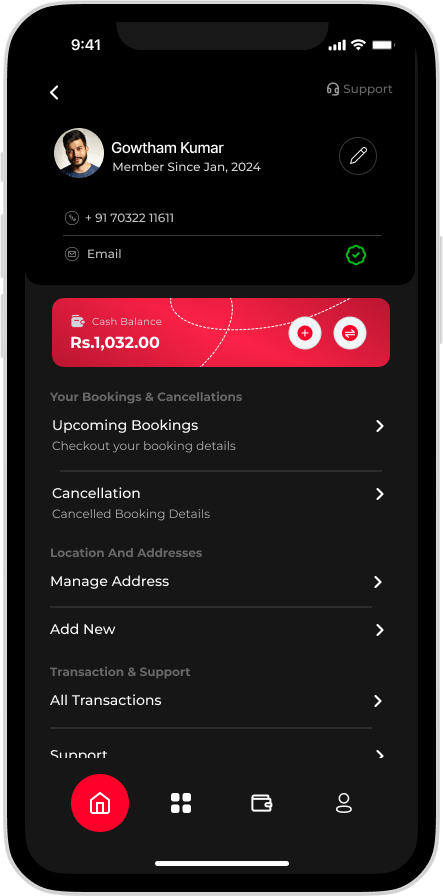 9:41
Support
Gowtham Kumar
Member Since Jan, 2024
+ 91 70322 11611
Email
Cash Balance
Rs.1,032.00
Your Bookings & Cancellations
Upcoming Bookings
Checkout your booking details
Cancellation
Cancelled Booking Details
Location And Addresses
Manage Address
Add New
Transaction & Support
All Transactions
Support